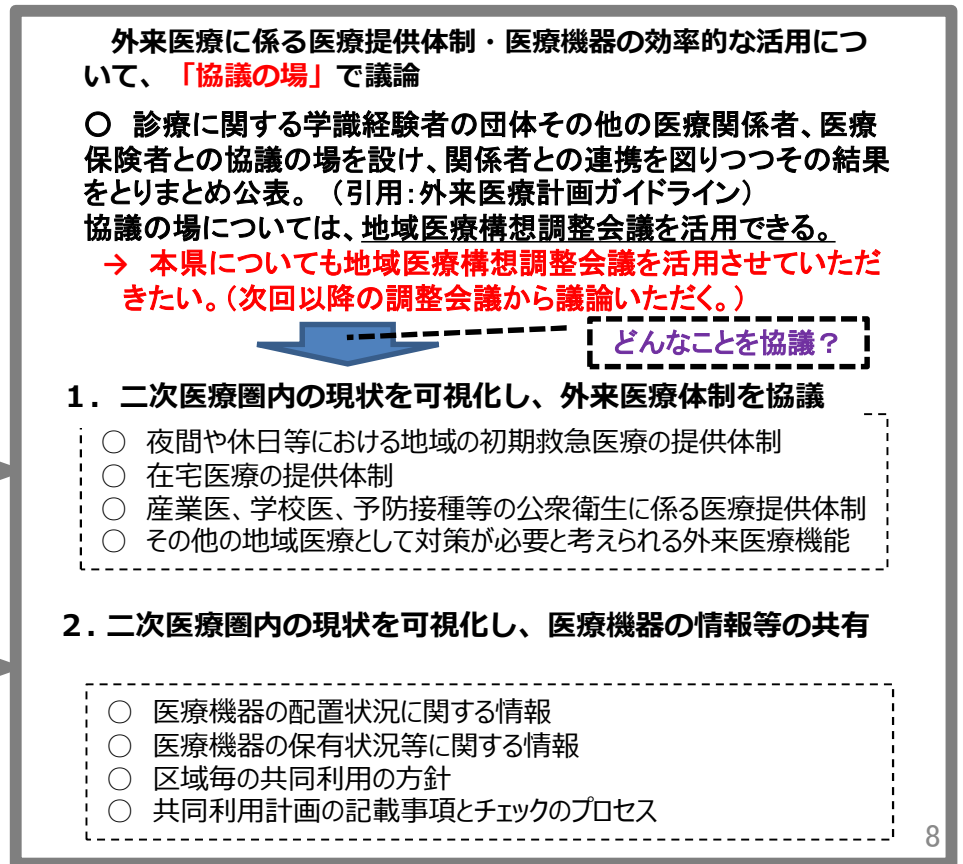 外来医療に係る医療提供体制・医療機器の効率的な活用につ
いて、「協議の場」で議論
○ 診療に関する学識経験者の団体その他の医療関係者、医療
保険者との協議の場を設け、関係者との連携を図りつつその結果
をとりまとめ公表。（引用：外来医療計画ガイドライン）
協議の場については、地域医療構想調整会議を活用できる。
→ 本県についても地域医療構想調整会議を活用させていただ
きたい。（次回以降の調整会議から議論いただく。）
どんなことを協議？
１．二次医療圏内の現状を可視化し、外来医療体制を協議
○ 夜間や休日等における地域の初期救急医療の提供体制
○ 在宅医療の提供体制
○ 産業医、学校医、予防接種等の公衆衛生に係る医療提供体制
○ その他の地域医療として対策が必要と考えられる外来医療機能
２．二次医療圏内の現状を可視化し、医療機器の情報等の共有
○ 医療機器の配置状況に関する情報
○ 医療機器の保有状況等に関する情報
○ 区域毎の共同利用の方針
○ 共同利用計画の記載事項とチェックのプロセス
8